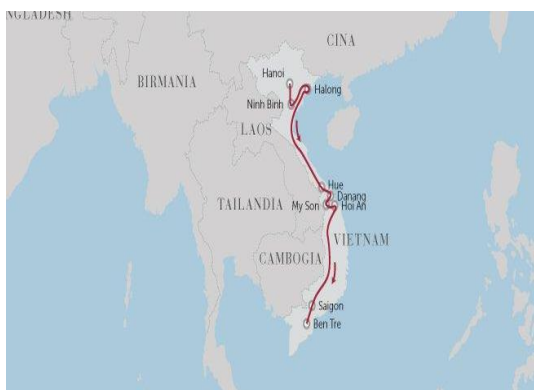 NGLADESH
CINA
BIRMANIA
Hanoi
Halong
Ninh Binh
LAOS
Hue
Danang
TAILANDIA
My Son
Hoi An
VIETNAM
CAMBOGIA
Saigon
Ben Tre